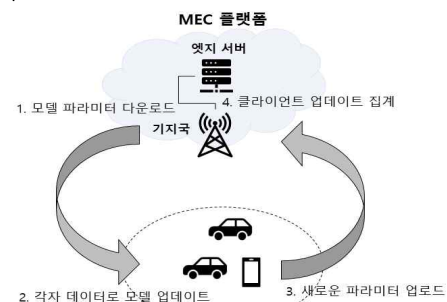 MEC 플랫폼
엣지 서버
1. 모델 파라미터 다운로드
4. 클라이언트 업데이트 집계
기지국
2. 각자 데이터로 모델 업데이트
3. 새로운 파라미터 업로드